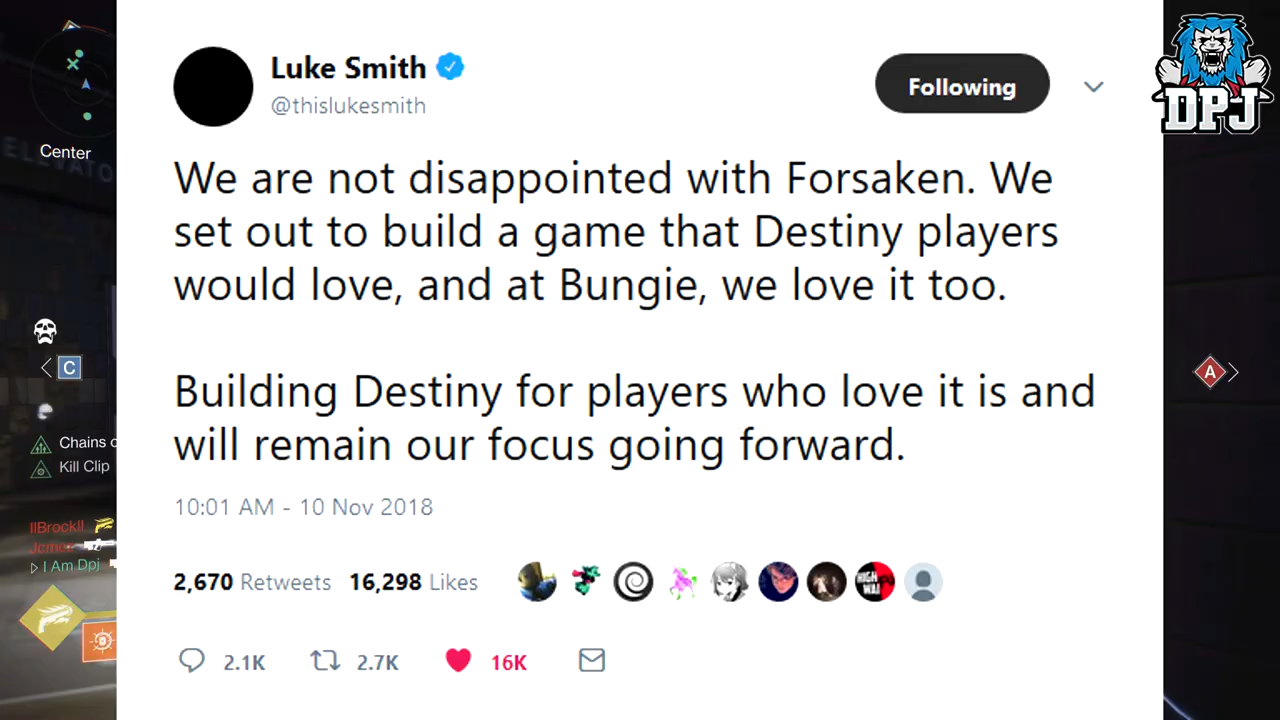 Luke Smith
@thislukesmith
Following
DPJ
Center
ELEVATO
We are not disappointed with Forsaken. We
set out to build a game that Destiny players
would love, and at Bungie, we love it too.
Building Destiny for players who love it is and
will remain our focus going forward.
10:01 AM - 10 Nov 2018
2,670 Retweets 16,298 Likes
HIGH
2.1K 2.7K 16K
C
A
Chains o
Kill Clip
I Am Dpj